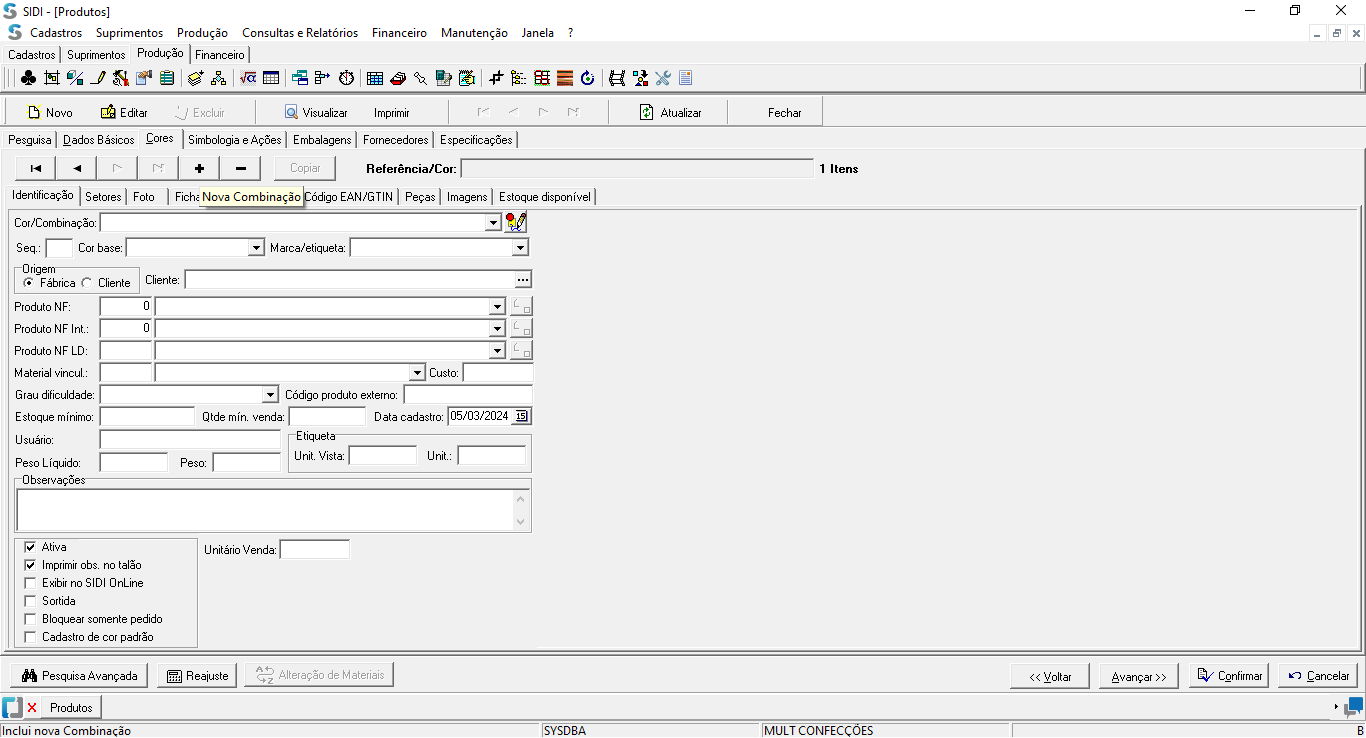 SIDI - [Produtos]
Cadastros Suprimentos Produção Consultas e Relatórios Financeiro Manutenção Janela ?
Cadastros Suprimentos Produção Financeiro
Novo Editar Excluir Visualizar Imprimir Atualizar Fechar
Pesquisa Dados Básicos Cores Simbologia e Ações Embalagens Fornecedores Especificações
Copiar Referência/Cor: 1 Itens
Identificação Setores Foto Ficha Nova Combinação Código EAN/GTIN Peças Imagens Estoque disponível
Cor/Combinação:
Seq.: Cor base: Marca/etiqueta:
Origem
Fábrica Cliente Cliente: ...
Produto NF: 0
Produto NF Int.: 0
Produto NF LD:
Material vincul.: Custo:
Grau dificuldade: Código produto externo:
Estoque mínimo: Qtde mín. venda: Data cadastro: 05/03/2024 15
Usuário: Etiqueta
Peso Líquido: Peso: Unit. Vista: Unit.:
Observações
Ativa Unitário Venda:
Imprimir obs. no talão
Exibir no SIDI OnLine
Sortida
Bloquear somente pedido
Cadastro de cor padrão
Pesquisa Avançada Reajuste Alteração de Materiais << Voltar Avançar >> Confirmar Cancelar
Produtos
Inclui nova Combinação SYSDBA MULT CONFECÇÕES B